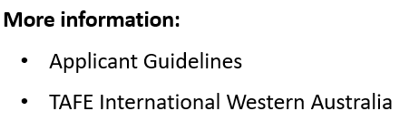 More information:
• Applicant Guidelines
• TAFE International Western Australia